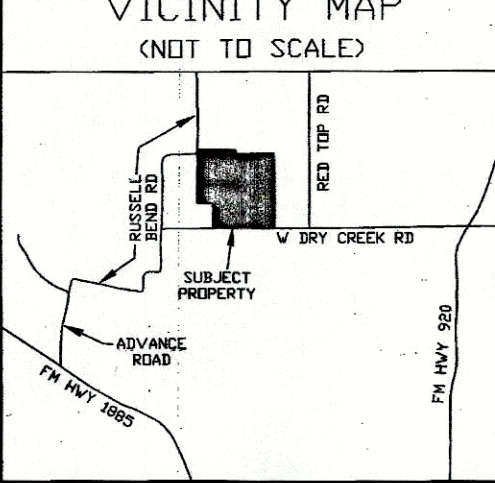 VICINITY MAP
(NOT TO SCALE)
RED TOP RD
RUSSELL
BEND RD
W DRY CREEK RD
SUBJECT
PROPERTY
ADVANCE
ROAD
FM HWY 920
FM HWY 1885